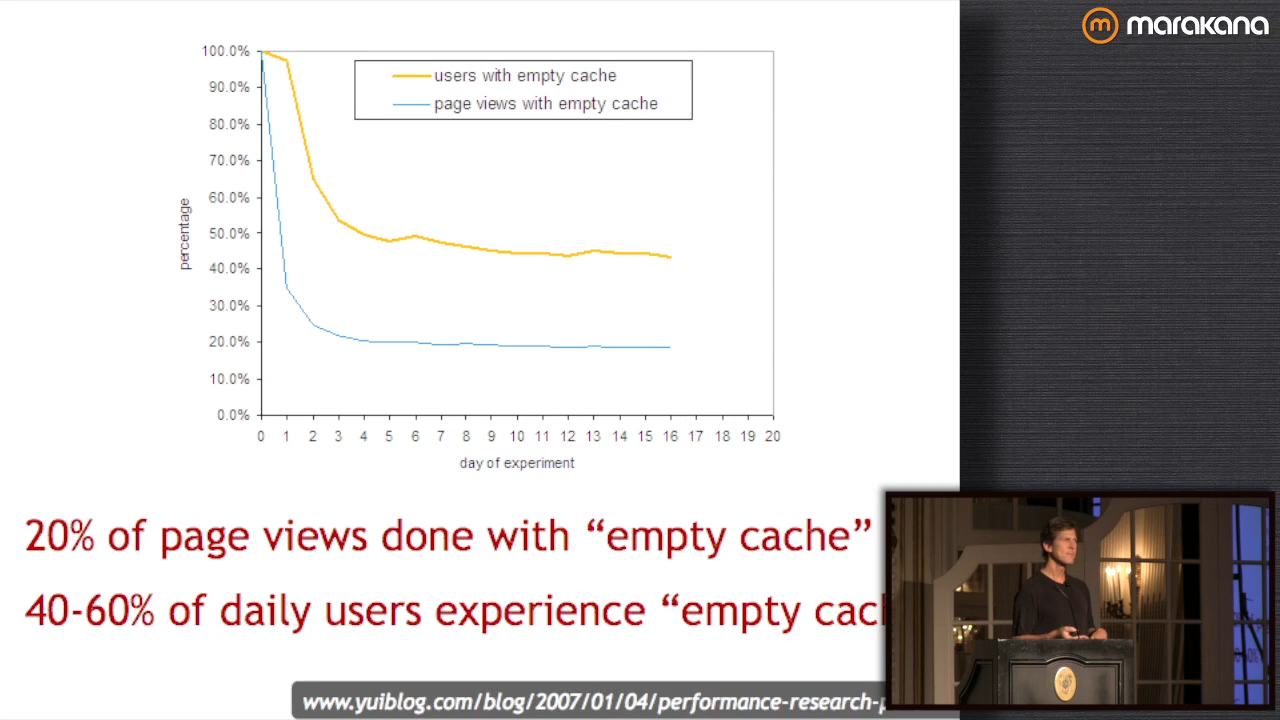 marakana
100.0%
90.0%
80.0%
70.0%
60.0%
50.0%
40.0%
30.0%
20.0%
10.0%
0.0%
percentage
users with empty cache
page views with empty cache
0 1 2 3 4 5 6 7 8 9 10 11 12 13 14 15 16 17 18 19 20
day of experiment
20% of page views done with “empty cache”
40-60% of daily users experience “empty cac
www.yuiblog.com/blog/2007/01/04/performance-research-